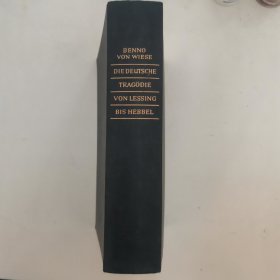 BENNO
VON WIESE
DIE DEUTSCHE
TRAGÖDIE
VON LESSING
BIS HEBBEL